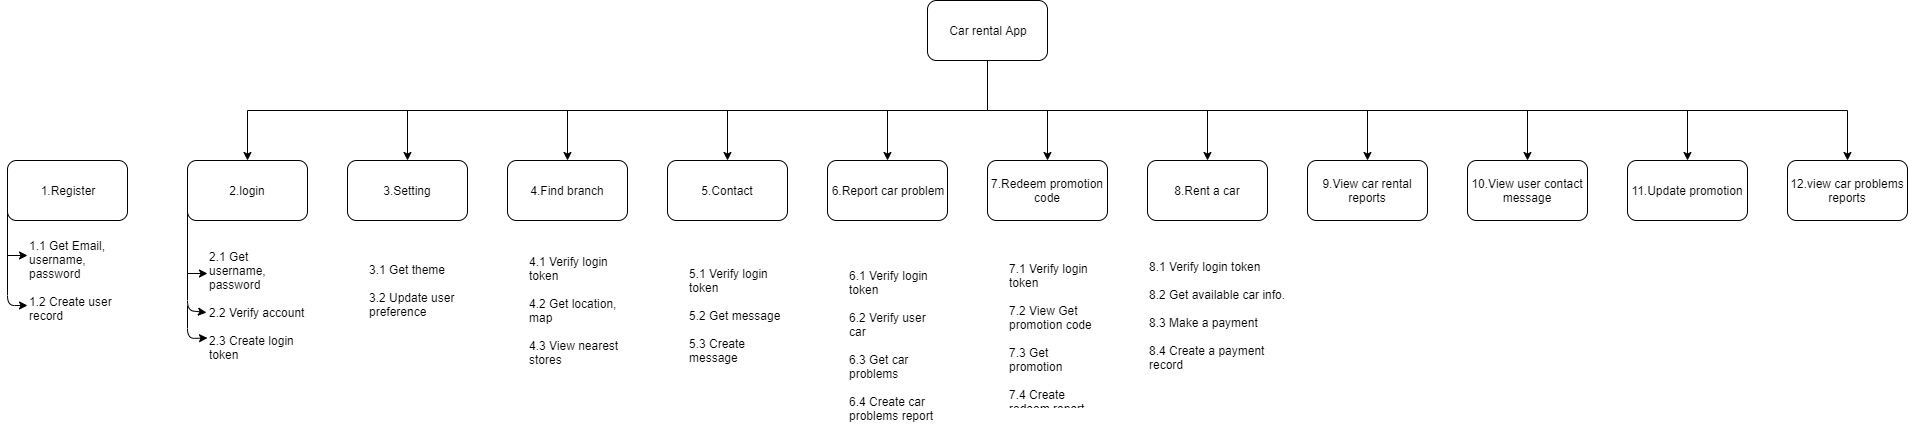 Car rental App
1.Register
2.login
3.Setting
4.Find branch
5.Contact
6.Report car problem
7.Redeem promotion
code
8.Rent a car
9.View car rental
reports
10.View user contact
message
11.Update promotion
12.view car problems
reports
1.1 Get Email,
username,
password
1.2 Create user
record
2.1 Get
username,
password
2.2 Verify account
2.3 Create login
token
3.1 Get theme
3.2 Update user
preference
4.1 Verify login
token
4.2 Get location,
map
4.3 View nearest
stores
5.1 Verify login
token
5.2 Get message
5.3 Create
message
6.1 Verify login
token
6.2 Verify user
car
6.3 Get car
problems
6.4 Create car
problems report
7.1 Verify login
token
7.2 View Get
promotion code
7.3 Get
promotion
7.4 Create
redeem report
8.1 Verify login token
8.2 Get available car info.
8.3 Make a payment
8.4 Create a payment
record